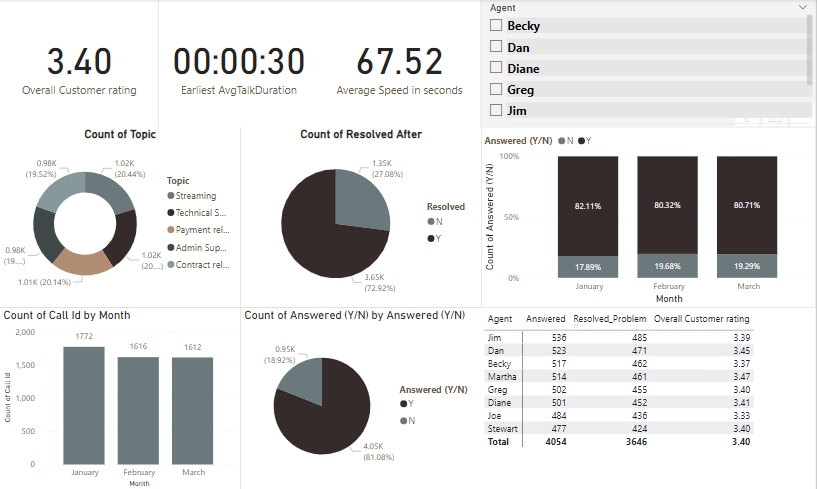 3.40
Overall Customer rating
00:00:30
Earliest AvgTalkDuration
67.52
Average Speed in seconds
Agent
Becky
Dan
Diane
Greg
Jim
Count of Topic
0.98K
(19.52%)
1.02K
(20.44%)
0.98K
(19....)
1.02K
(20....)
1.01K (20.14%)
Topic
Streaming
Technical S...
Payment rel...
Admin Sup...
Contract rel...
Count of Resolved After
1.35K
(27.08%)
3.65K
(72.92%)
Resolved
N
Y
Answered (Y/N) N Y
Count of Answered (Y/N)
100%
50%
0%
82.11% 80.32% 80.71%
17.89% 19.68% 19.29%
January February March
Month
Count of Call Id by Month
Count of Call Id
2,000
1,500
1,000
500
0
1772 1616 1612
January February March
Month
Count of Answered (Y/N) by Answered (Y/N)
0.95K
(18.92%)
4.05K
(81.08%)
Answered (Y/N)
Y
N
Agent Answered Resolved_Problem Overall Customer rating
Jim 536 485 3.39
Dan 523 471 3.45
Becky 517 462 3.37
Martha 514 461 3.47
Greg 502 455 3.40
Diane 501 452 3.41
Joe 484 436 3.33
Stewart 477 424 3.40
Total 4054 3646 3.40